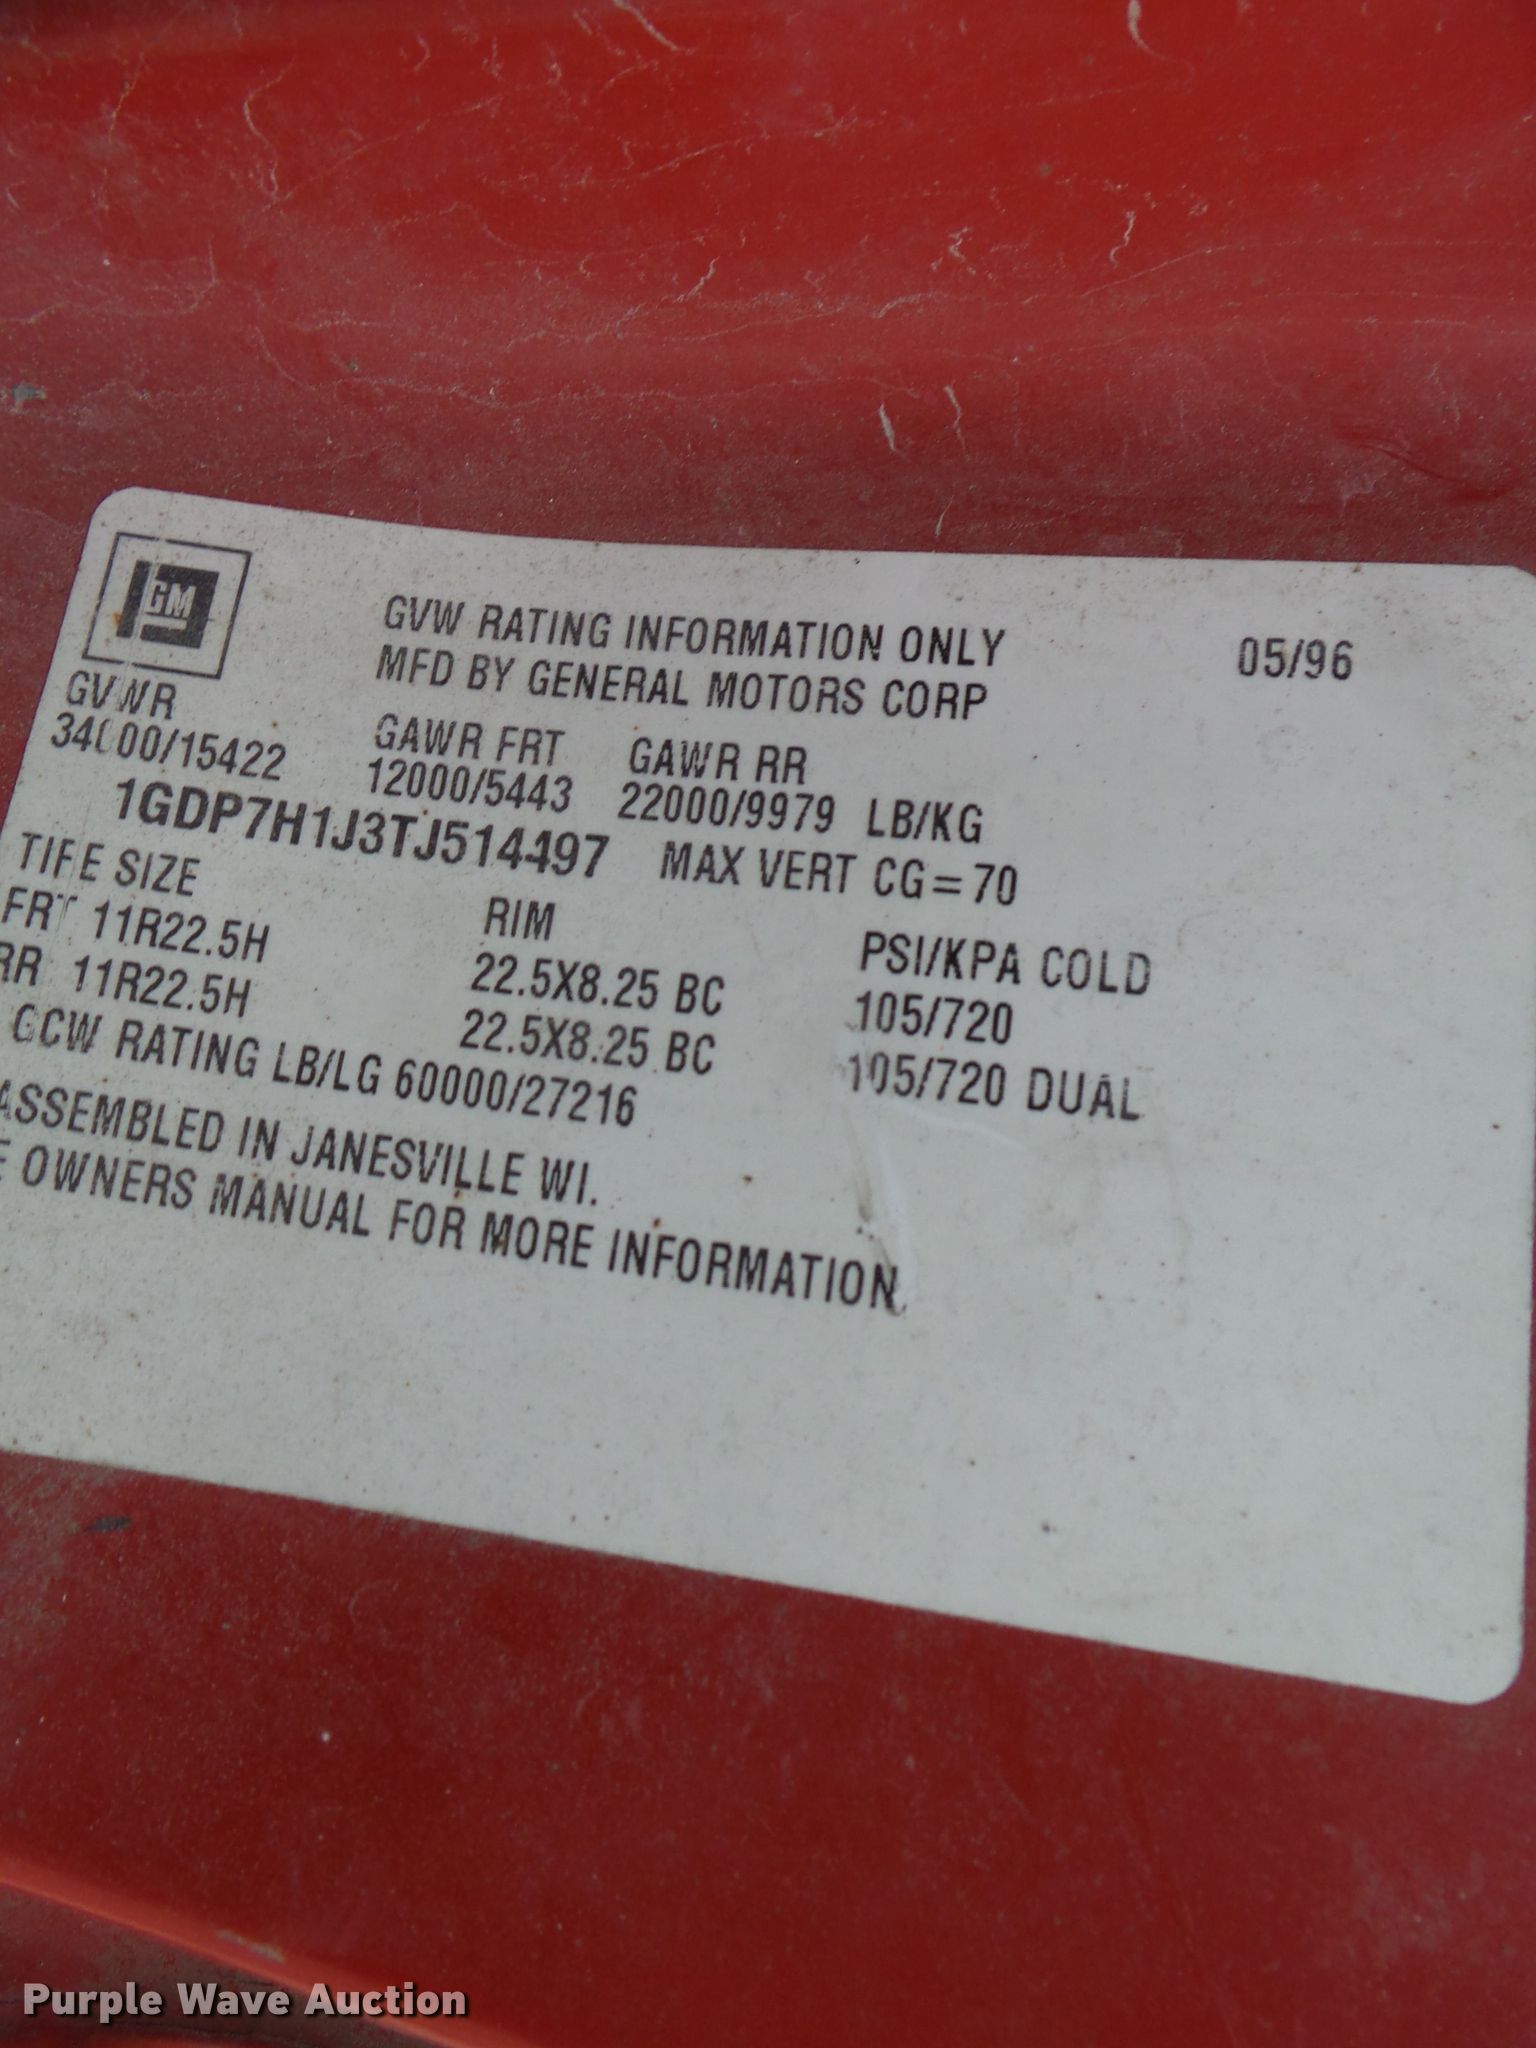 GM
GVW RATING INFORMATION ONLY 05/96
MFD BY GENERAL MOTORS CORP
GVWR GAWR FRT GAWR RR
34000/15422 12000/5443 22000/9979 LB/KG
1GDP7H1J3TJ514497 MAX VERT CG=70
TIRE SIZE RIM PSI/KPA COLD
FRT 11R22.5H 22.5X8.25 BC 105/720
RR 11R22.5H 22.5X8.25 BC 105/720 DUAL
GCW RATING LB/LG 60000/27216
ASSEMBLED IN JANESVILLE WI.
OWNERS MANUAL FOR MORE INFORMATION.
Purple Wave Auction